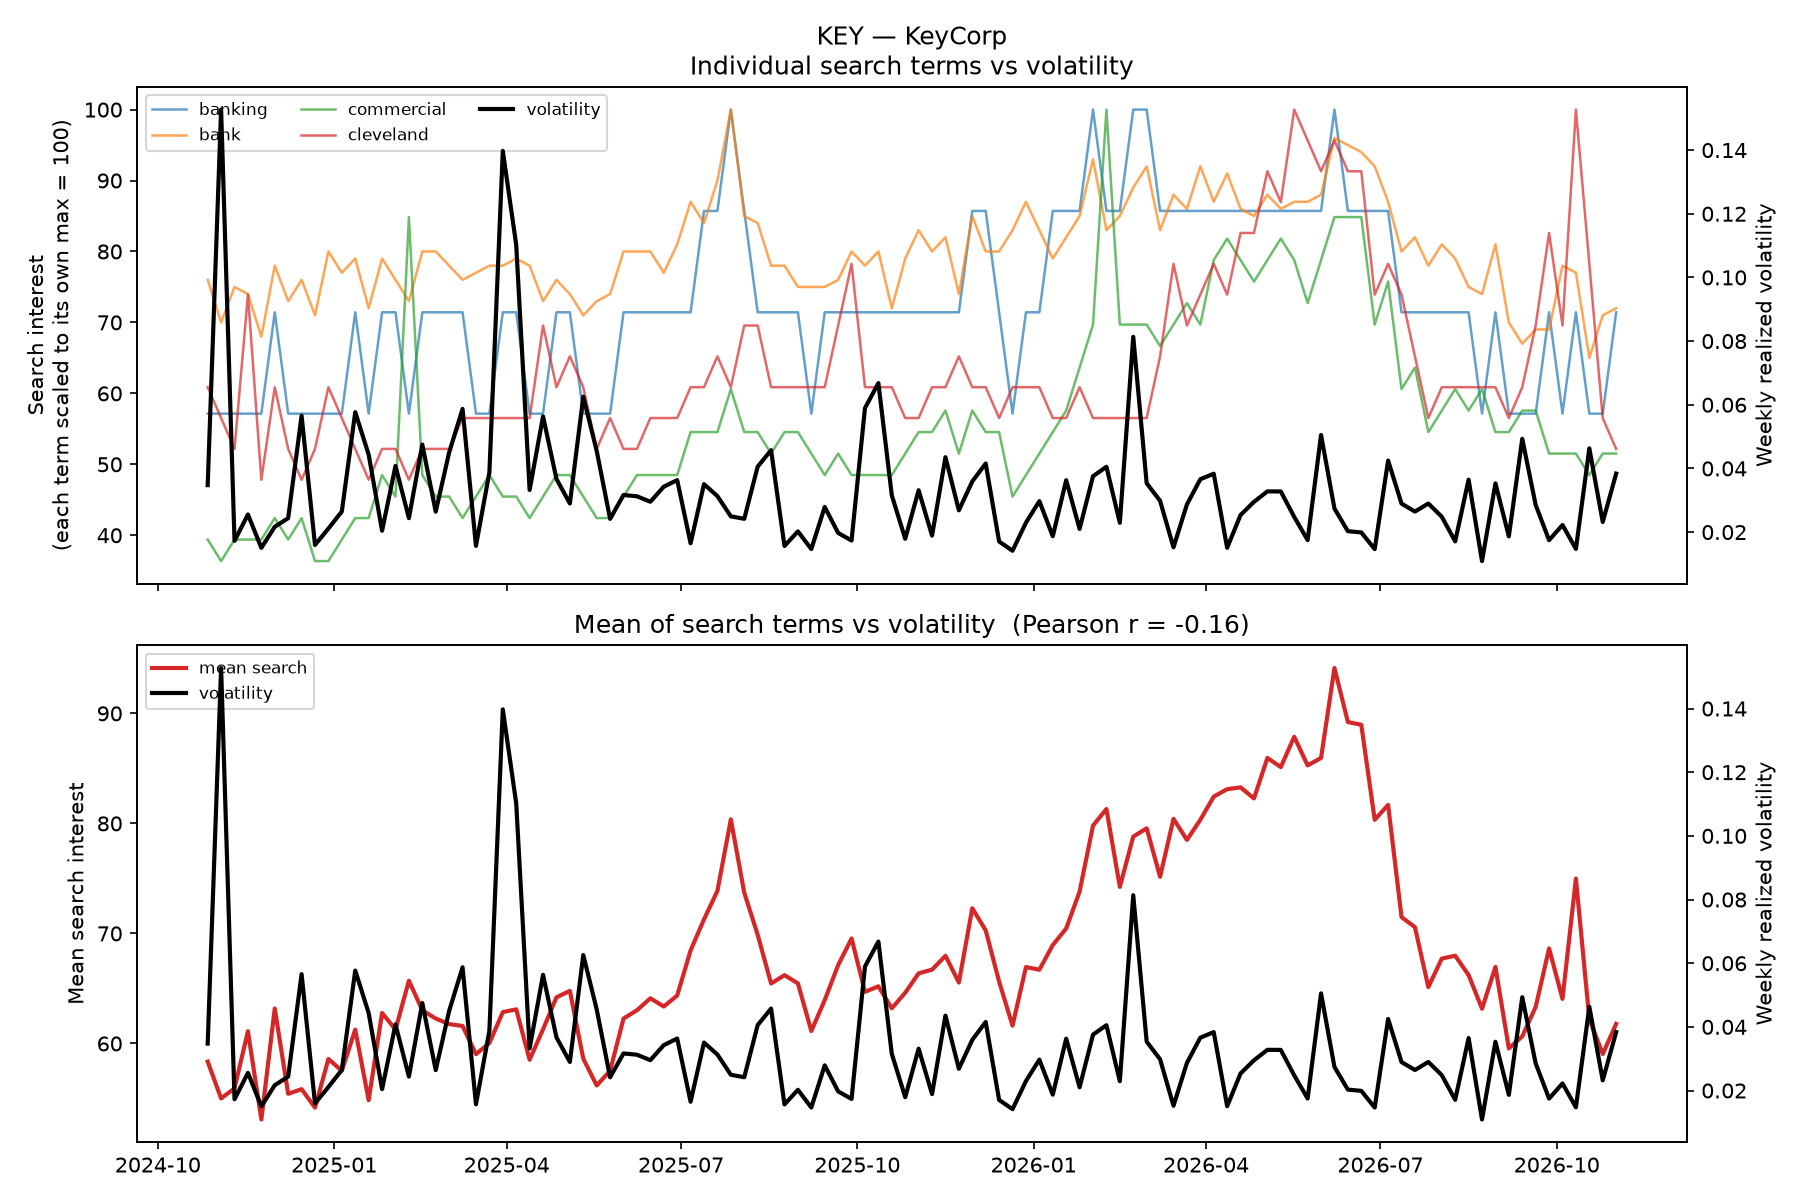 KEY — KeyCorp
Individual search terms vs volatility
banking
bank
commercial
cleveland
volatility
Search interest
(each term scaled to its own max = 100)
100
90
80
70
60
50
40
0.14
0.12
0.10
0.08
0.06
0.04
0.02
Weekly realized volatility
Mean of search terms vs volatility (Pearson r = -0.16)
mean search
volatility
Mean search interest
90
80
70
60
0.14
0.12
0.10
0.08
0.06
0.04
0.02
Weekly realized volatility
2024-10 2025-01 2025-04 2025-07 2025-10 2026-01 2026-04 2026-07 2026-10